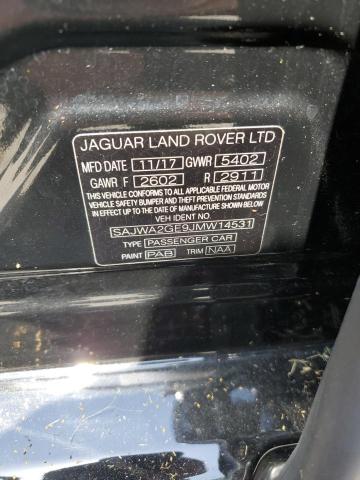 JAGUAR LAND ROVER LTD
MFD DATE 11/17 GWR 5402
GAWR F 2602 R 2911
THIS VEHICLE CONFORMS TO ALL APPLICABLE FEDERAL MOTOR
VEHICLE SAFETY BUMPER AND THEFT PREVENTION STANDARDS
IN EFFECT UP TO THE DATE OF MANUFACTURE SHOWN ABOVE
VEH IDENT NO
SAJWA2GE9JMW14531
TYPE PASSENGER CAR
PAINT PAB TRIM NAA